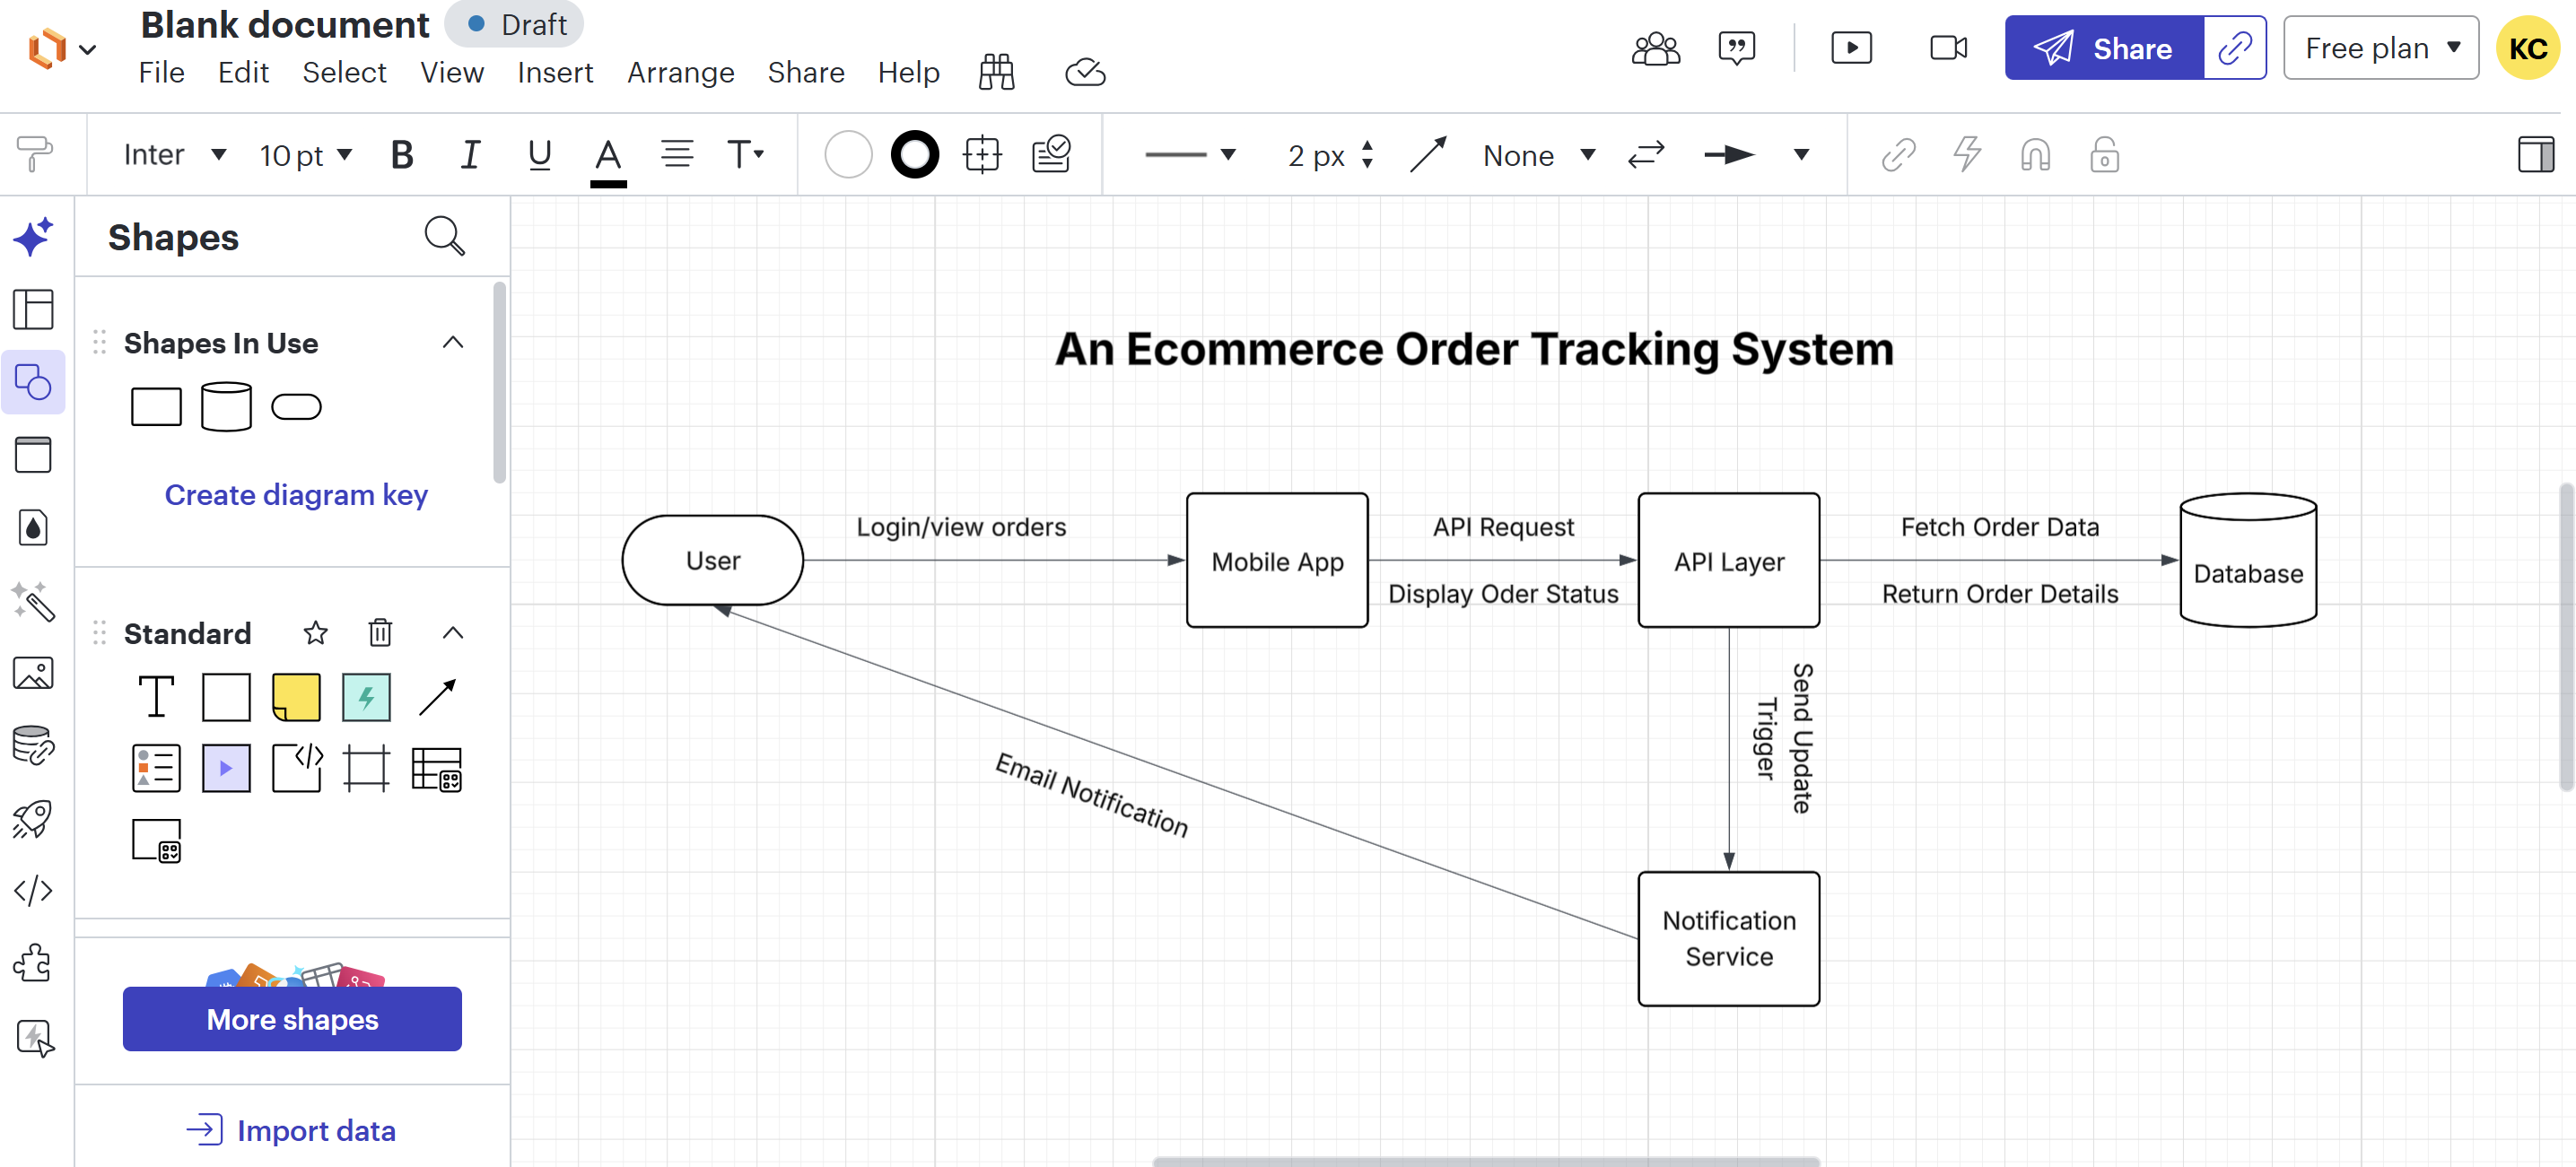 Blank document
Draft
File Edit Select View Insert Arrange Share Help
Share
Free plan
KC
Inter
10 pt
B I U A T
2 px
None
Shapes
Shapes In Use
Create diagram key
Standard
T
More shapes
Import data
An Ecommerce Order Tracking System
User
Login/view orders
Mobile App
API Request
Display Oder Status
API Layer
Fetch Order Data
Return Order Details
Database
Send Update
Trigger
Email Notification
Notification
Service